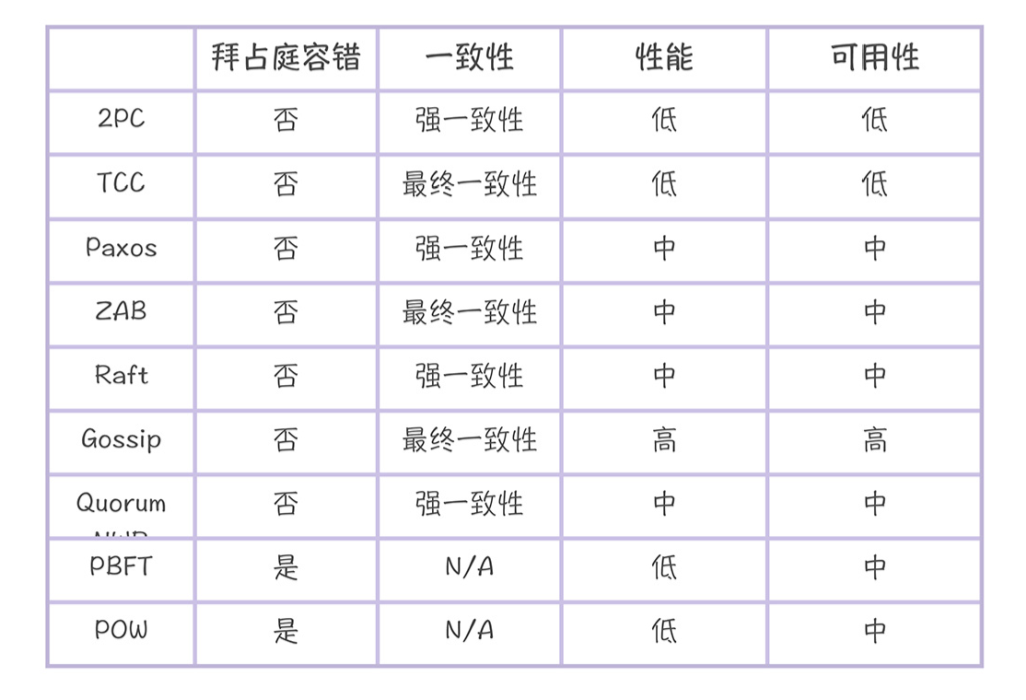 拜占庭容错 一致性 性能 可用性
2PC 否 强一致性 低 低
TCC 否 最终一致性 低 低
Paxos 否 强一致性 中 中
ZAB 否 最终一致性 中 中
Raft 否 强一致性 中 中
Gossip 否 最终一致性 高 高
Quorum 否 强一致性 中 中
PBFT 是 N/A 低 中
POW 是 N/A 低 中